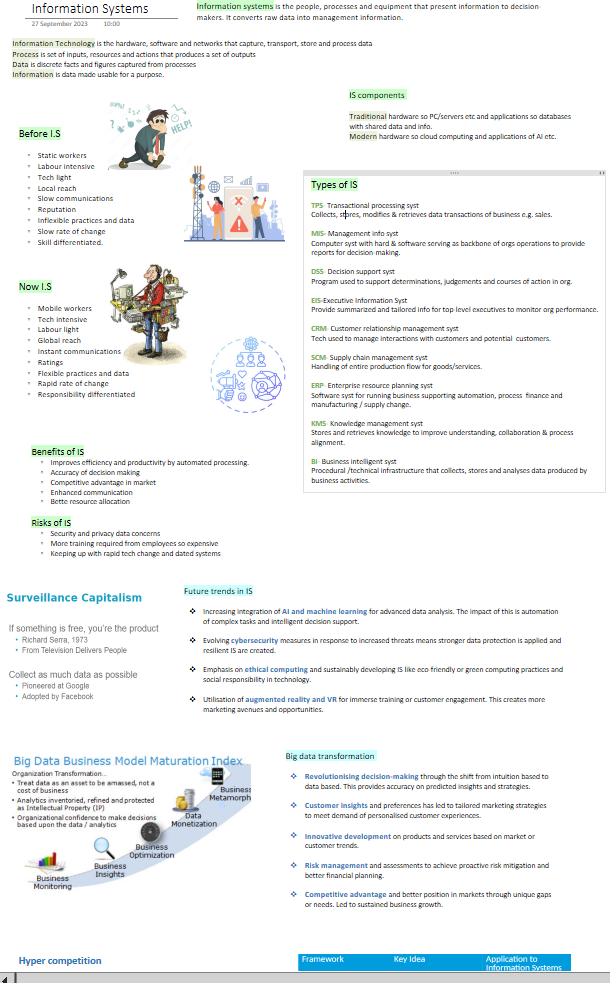 Information Systems
27 September 2023 10:00
Information systems is the people, processes and equipment that present information to decision-
makers. It converts raw data into management information.
Information Technology is the hardware, software and networks that capture, transport, store and process data
Process is set of inputs, resources and actions that produces a set of outputs
Data is discrete facts and figures captured from processes
Information is data made usable for a purpose.
IS components
Traditional hardware so PC/servers etc and applications so databases
with shared data and info.
Modern hardware so cloud computing and applications of AI etc.
Before I.S
Static workers
Labour intensive
Tech light
Local reach
Slow communications
Reputation
Inflexible practices and data
Slow rate of change
Skill differentiated.
HELP!
Now I.S
Mobile workers
Tech intensive
Labour light
Global reach
Instant communications
Ratings
Flexible practices and data
Rapid rate of change
Responsibility differentiated
Types of IS
TPS- Transactional processing syst
Collects, stores, modifies & retrieves data transactions of business e.g. sales.
MIS- Management info syst
Computer syst with hard & software serving as backbone of orgs operations to provide
reports for decision-making.
DSS- Decision support syst
Program used to support determinations, judgements and courses of action in org.
EIS-Executive Information Syst
Provide summarized and tailored info for top-level executives to monitor org performance.
CRM- Customer relationship management syst
Tech used to manage interactions with customers and potential customers.
SCM- Supply chain management syst
Handling of entire production flow for goods/services.
ERP- Enterprise resource planning syst
Software syst for running business supporting automation, process finance and
manufacturing / supply change.
KMS- Knowledge management syst
Stores and retrieves knowledge to improve understanding, collaboration & process
alignment.
BI- Business intelligent syst
Procedural /technical infrastructure that collects, stores and analyses data produced by
business activities.
Benefits of IS
Improves efficiency and productivity by automated processing.
Accuracy of decision making
Competitive advantage in market
Enhanced communication
Bette resource allocation
Risks of IS
Security and privacy data concerns
More training required from employees so expensive
Keeping up with rapid tech change and dated systems
Surveillance Capitalism
If something is free, you're the product
• Richard Serra, 1973
• From Television Delivers People
Collect as much data as possible
• Pioneered at Google
• Adopted by Facebook
Future trends in IS
Increasing integration of AI and machine learning for advanced data analysis. The impact of this is automation
of complex tasks and intelligent decision support.
Evolving cybersecurity measures in response to increased threats means stronger data protection is applied and
resilient IS are created.
Emphasis on ethical computing and sustainably developing IS like eco-friendly or green computing practices and
social responsibility in technology.
Utilisation of augmented reality and VR for immerse training or customer engagement. This creates more
marketing avenues and opportunities.
Big Data Business Model Maturation Index
Organization Transformation...
• Treat data as an asset to be amassed, not a
cost of business
• Analytics inventoried, refined and protected
as Intellectual Property (IP)
• Organizational confidence to make decisions
based upon the data / analytics
Business
Metamorph
Data
Monetization
Business
Optimization
Business
Insights
Business
Monitoring
Big data transformation
Revolutionising decision-making through the shift from intuition based to
data based. This provides accuracy on predicted insights and strategies.
Customer insights and preferences has led to tailored marketing strategies
to meet demand of personalised customer experiences.
Innovative development on products and services based on market or
customer trends.
Risk management and assessments to achieve proactive risk mitigation and
better financial planning.
Competitive advantage and better position in markets through unique gaps
or needs. Led to sustained business growth.
Hyper competition
Framework Key Idea Application to
Information Systems